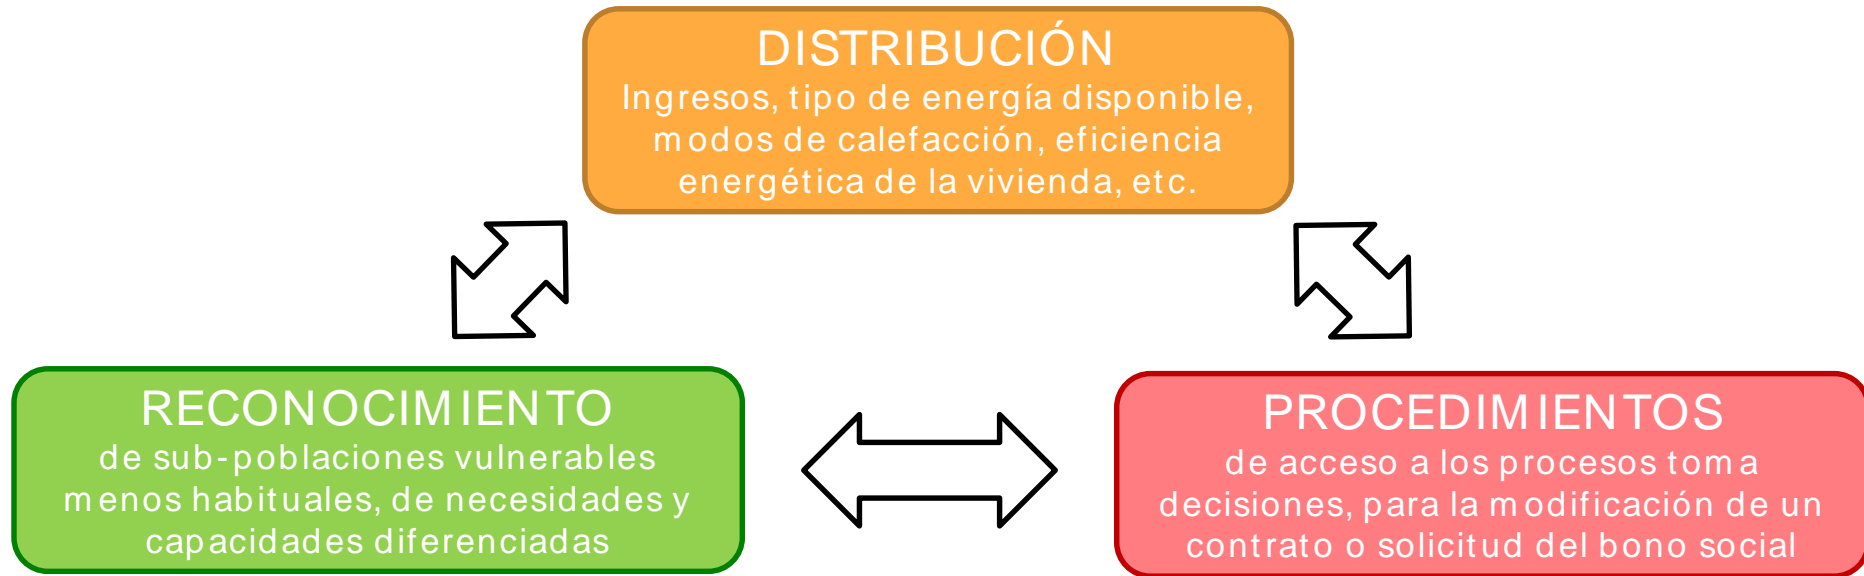 DISTRIBUCIÓN
Ingresos, tipo de energía disponible,
modos de calefacción, eficiencia
energética de la vivienda, etc.
RECONOCIMIENTO
de sub-poblaciones vulnerables
menos habituales, de necesidades y
capacidades diferenciadas
PROCEDIMIENTOS
de acceso a los procesos toma
decisiones, para la modificación de un
contrato o solicitud del bono social